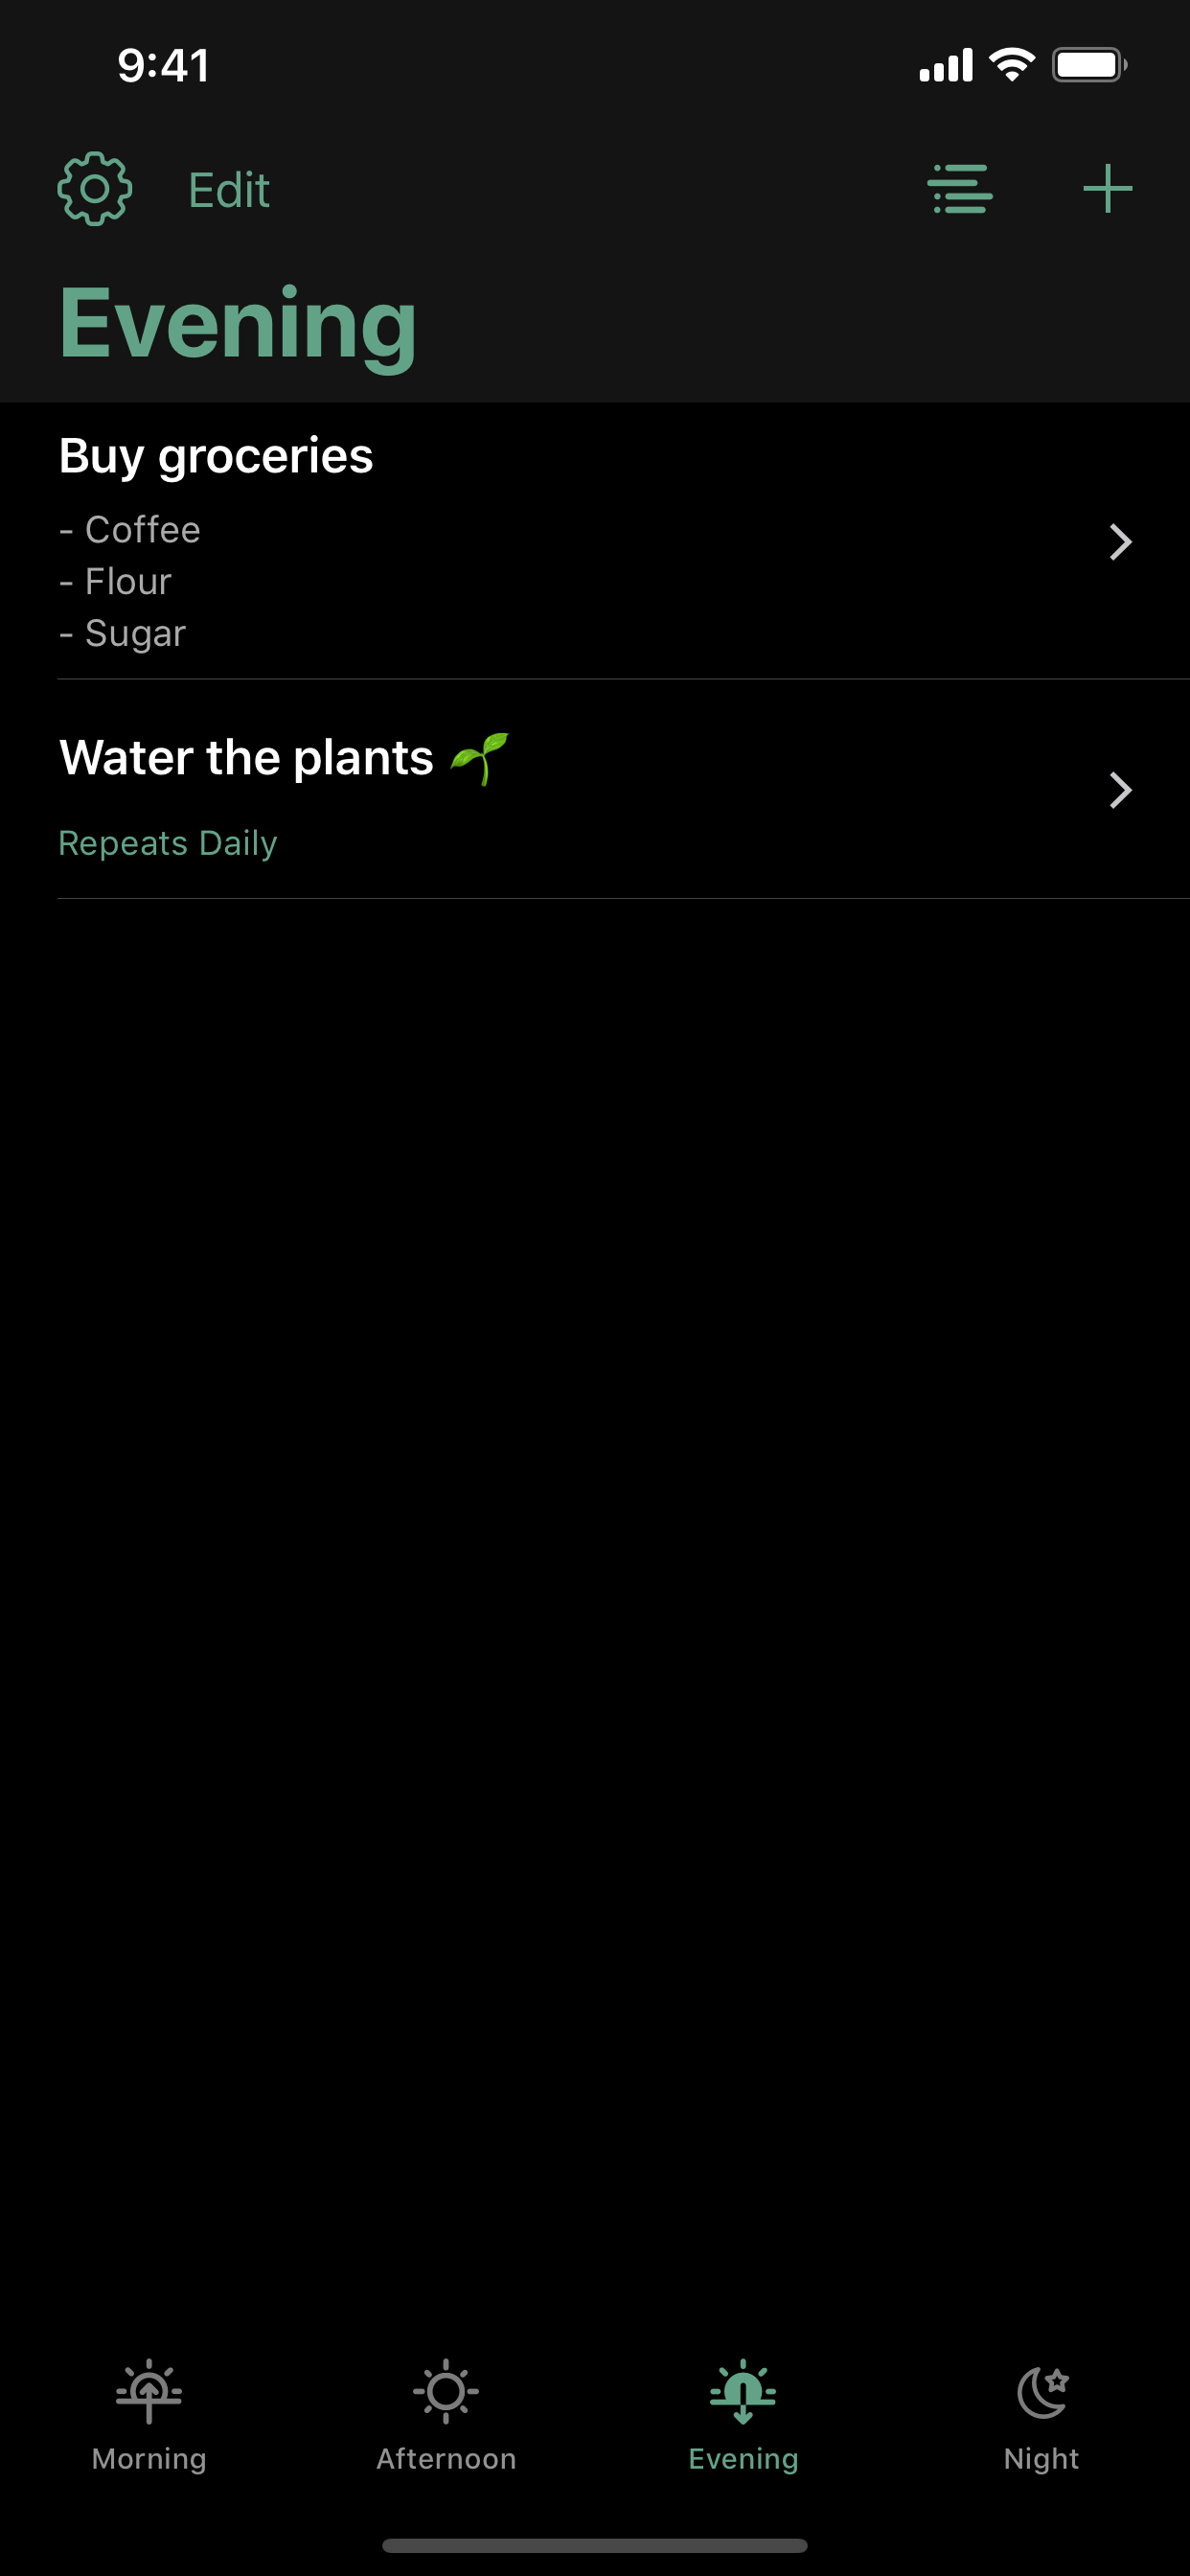 9:41
Edit
Evening
Buy groceries
- Coffee
- Flour
- Sugar
Water the plants 🌱
Repeats Daily
Morning
Afternoon
Evening
Night